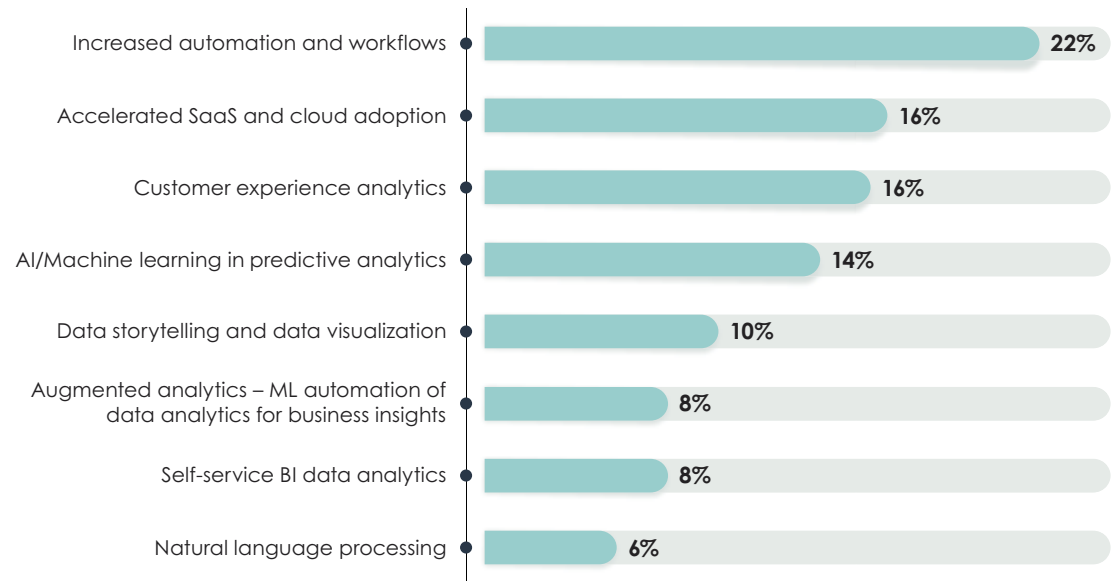 Increased automation and workflows 22%
Accelerated SaaS and cloud adoption 16%
Customer experience analytics 16%
AI/Machine learning in predictive analytics 14%
Data storytelling and data visualization 10%
Augmented analytics – ML automation of
data analytics for business insights 8%
Self-service BI data analytics 8%
Natural language processing 6%